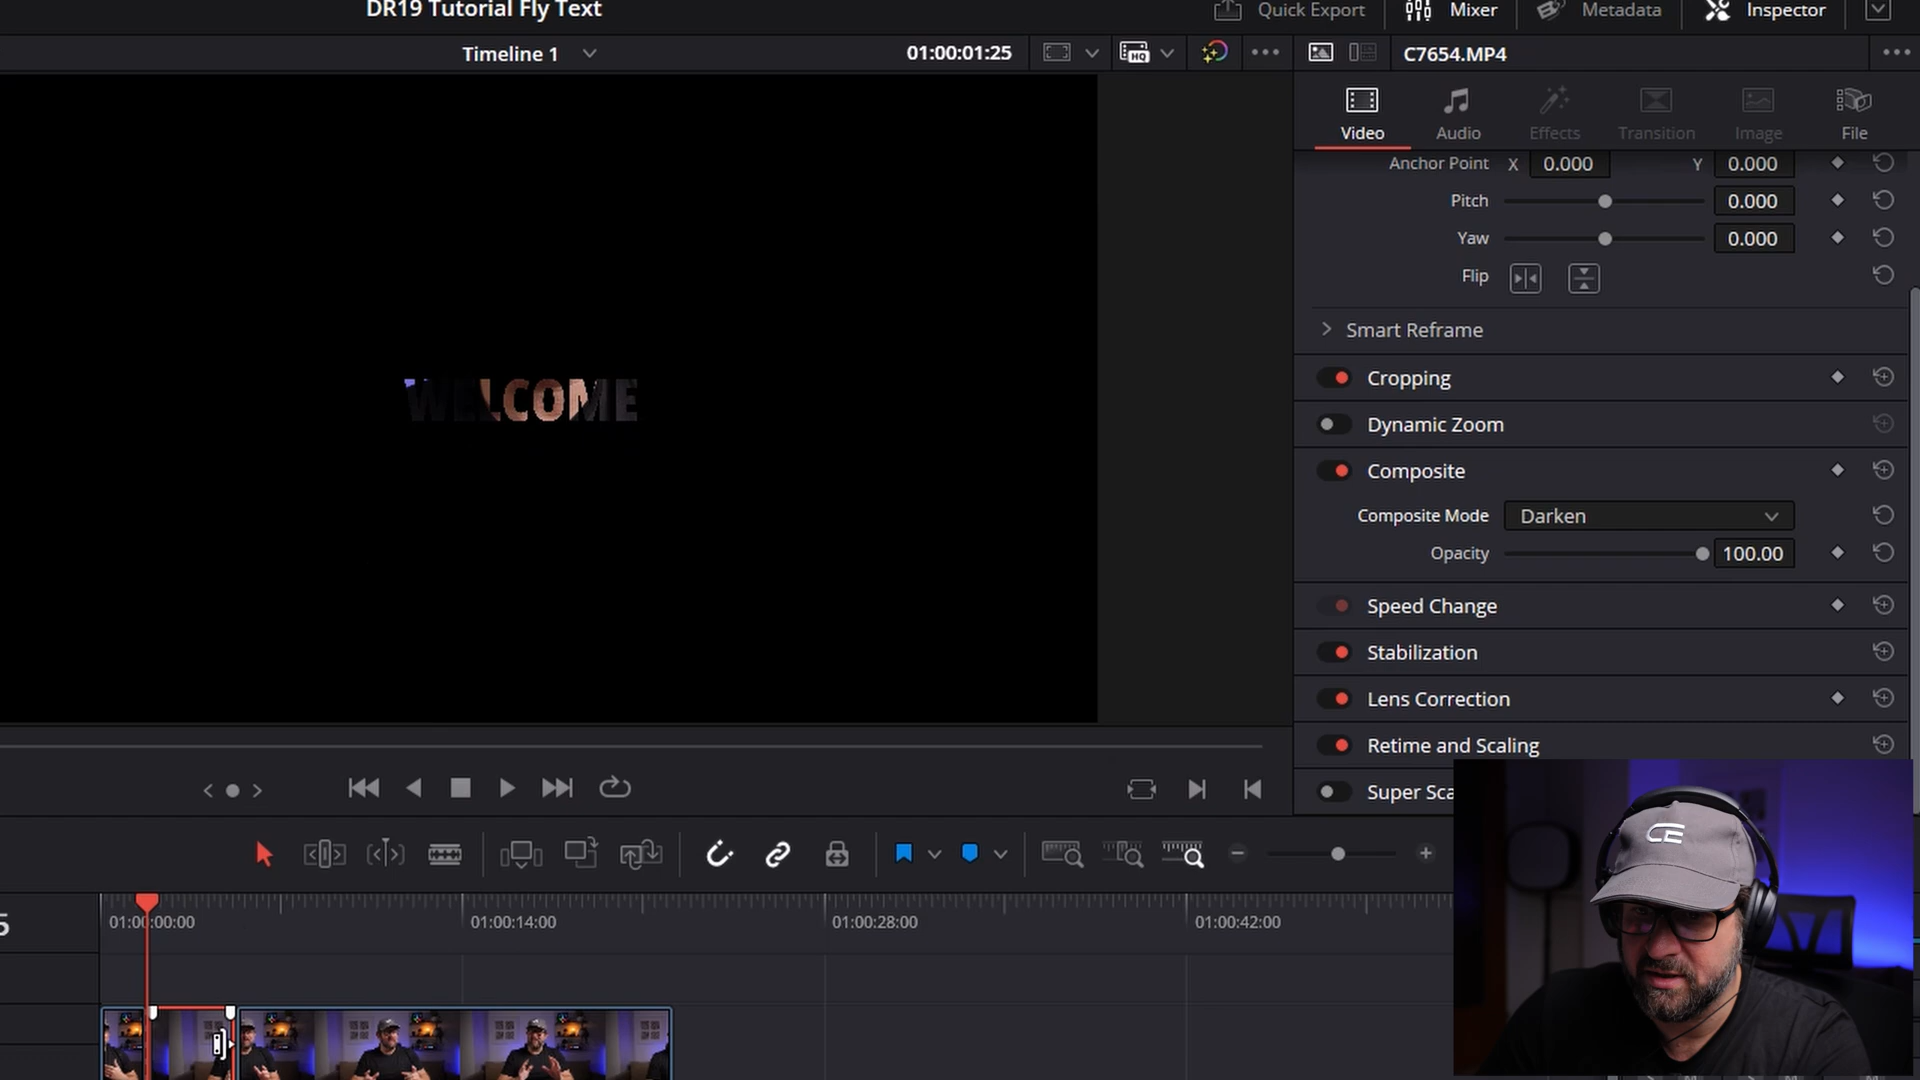 DR19 Tutorial Fly Text
Quick Export
Mixer
Metadata
Inspector
Timeline 1
01:00:01:25
HQ
C7654.MP4
Video
Audio
Effects
Transition
Image
File
Anchor Point X 0.000 Y 0.000
Pitch 0.000
Yaw 0.000
Flip
Smart Reframe
Cropping
Dynamic Zoom
Composite
Composite Mode Darken
Opacity 100.00
Speed Change
Stabilization
Lens Correction
Retime and Scaling
Super Sca
WELCOME
5
01:00:00:00
01:00:14:00
01:00:28:00
01:00:42:00
CE